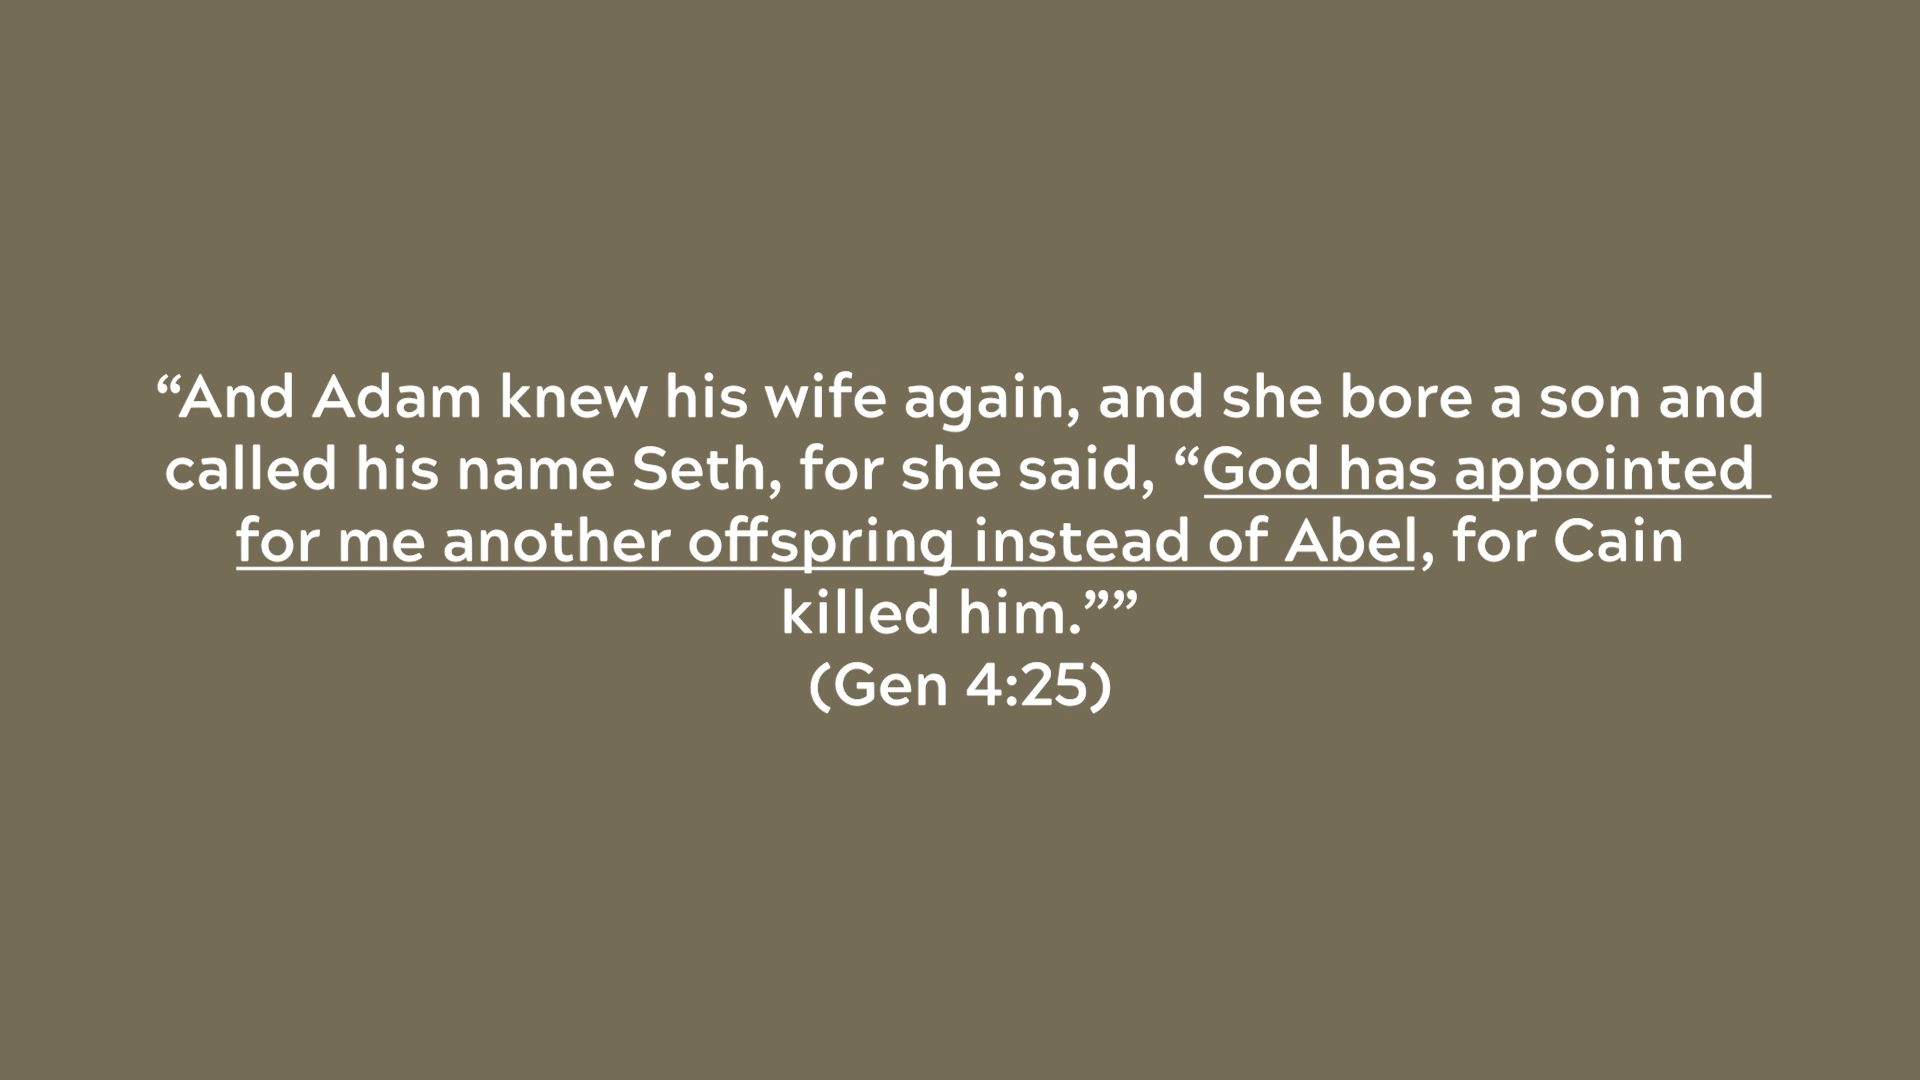 “And Adam knew his wife again, and she bore a son and
called his name Seth, for she said, “God has appointed
for me another offspring instead of Abel, for Cain
killed him.””
(Gen 4:25)